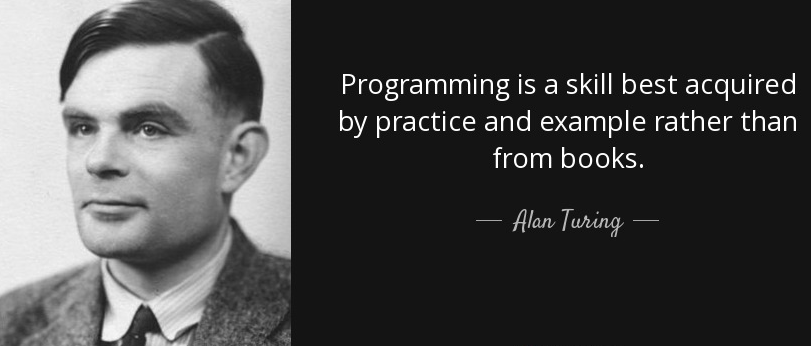 Programming is a skill best acquired
by practice and example rather than
from books.
Alan Turing